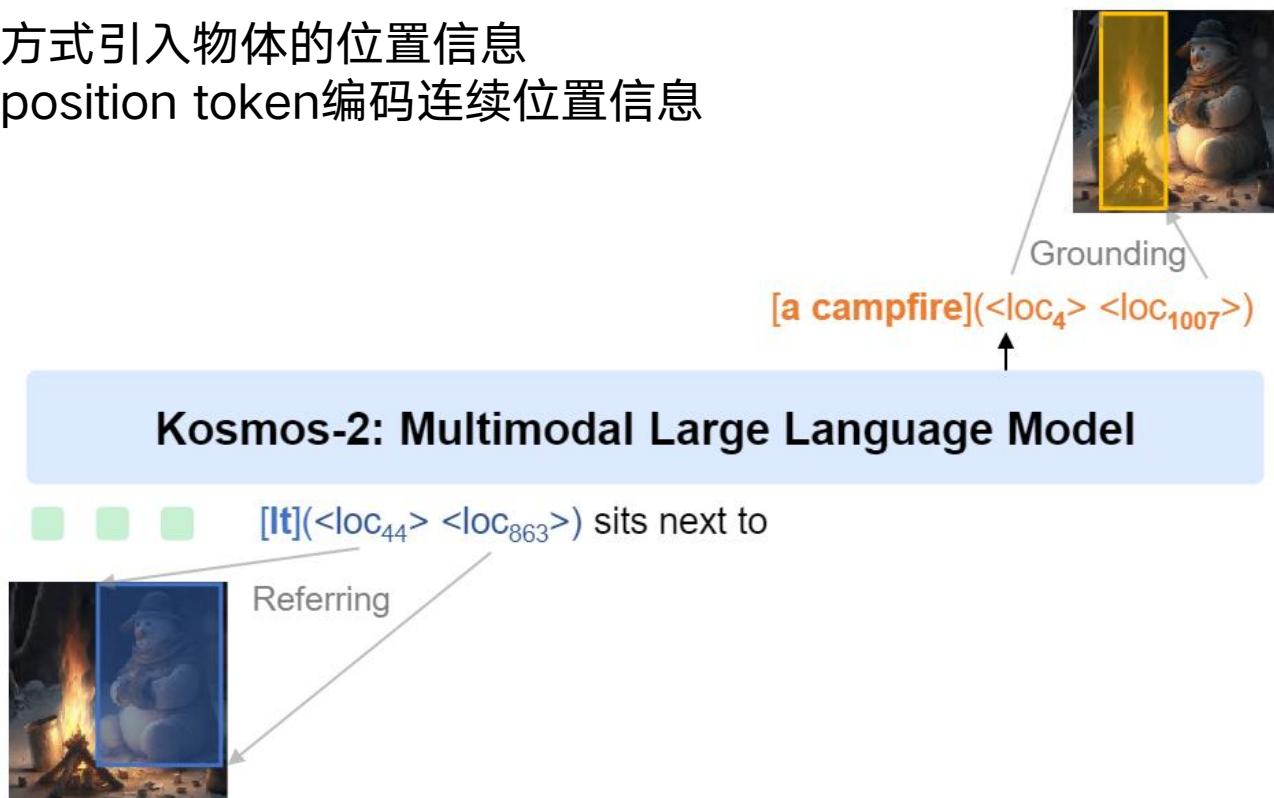 方式引入物体的位置信息
position token编码连续位置信息
Grounding
[a campfire](<loc₄> <loc₁₀₀₇>)
Kosmos-2: Multimodal Large Language Model
[It](<loc₄₄> <loc₈₆₃>) sits next to
Referring